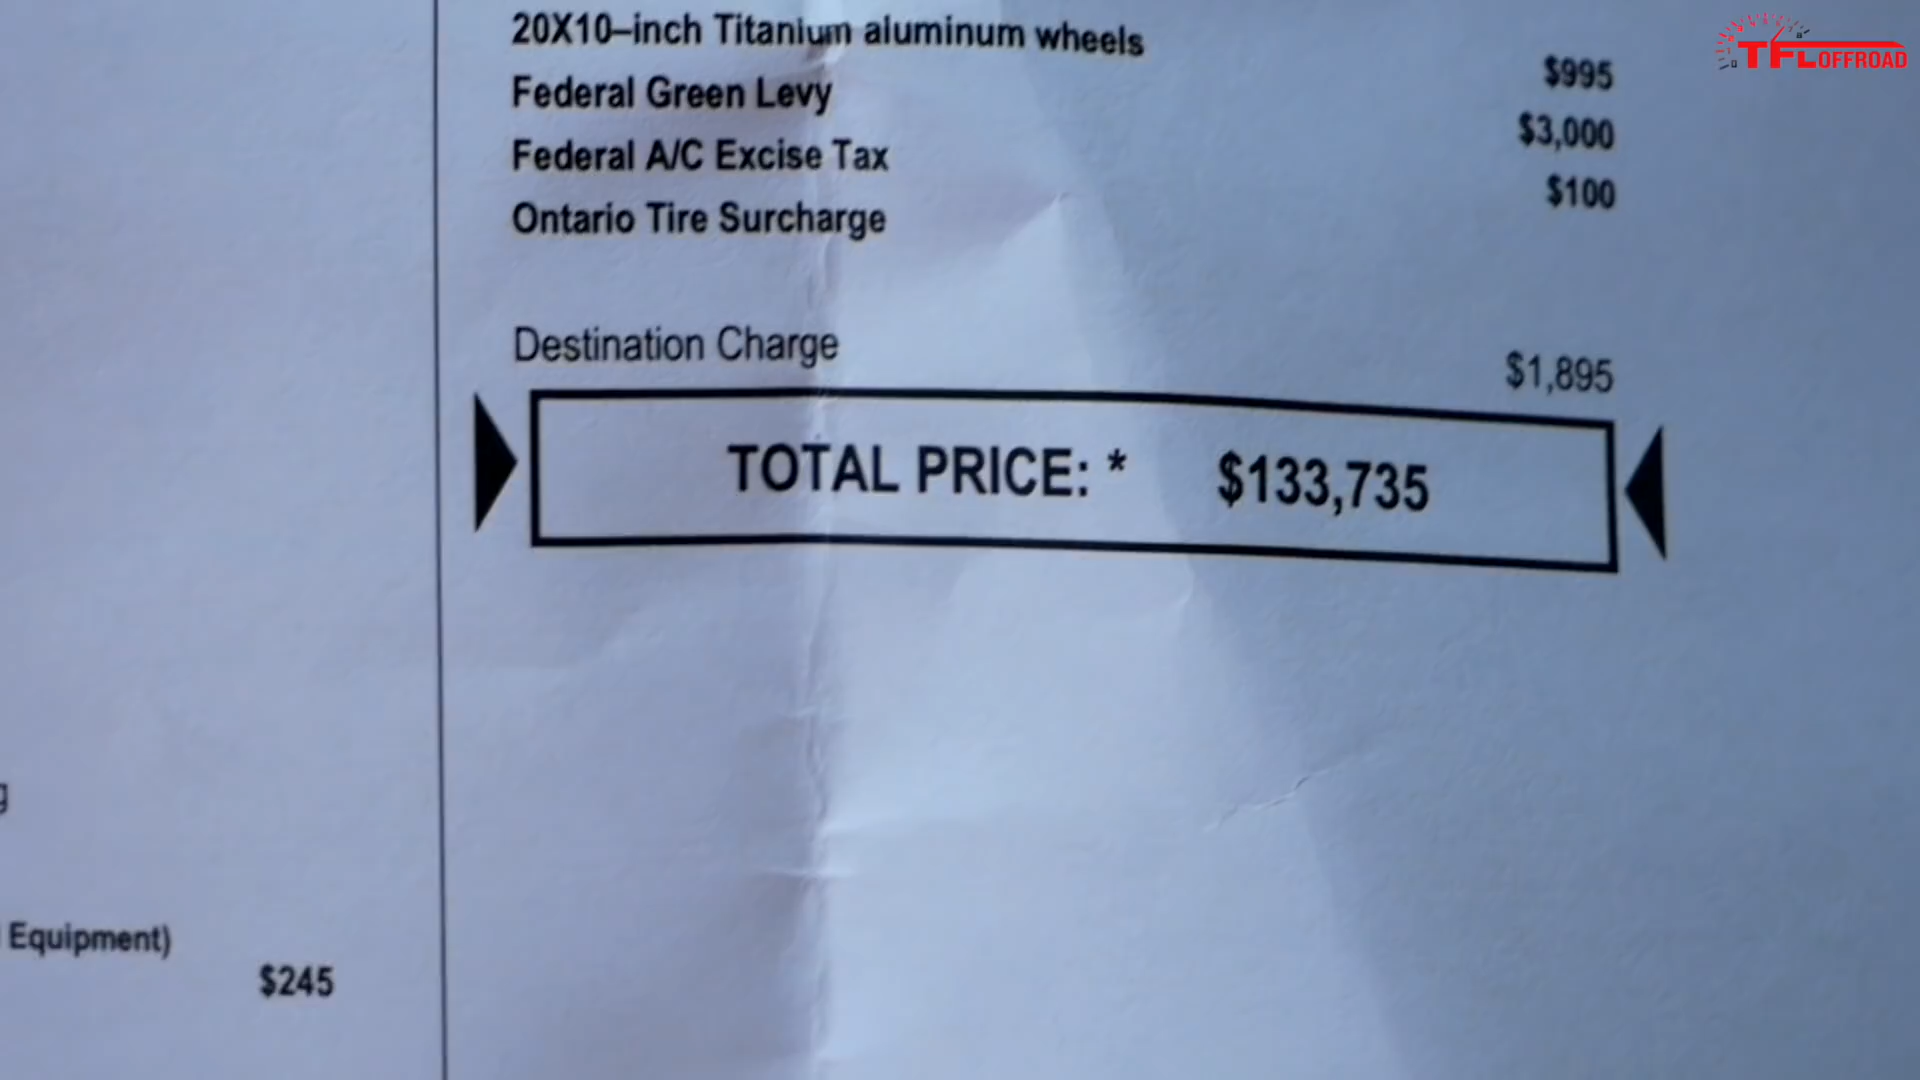 20X10–inch Titanium aluminum wheels $995
Federal Green Levy $3,000
Federal A/C Excise Tax $100
Ontario Tire Surcharge
Destination Charge $1,895
TOTAL PRICE: * $133,735
Equipment)
$245
TFLOFFROAD